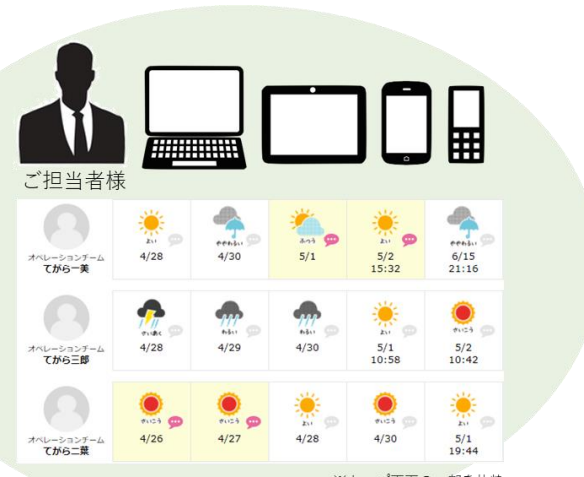 ご担当者様
オペレーションチーム
てがら一美
よい
4/28
ややわるい
4/30
ふつう
5/1
よい
5/2
15:32
ややわるい
6/15
21:16
オペレーションチーム
てがら三郎
さいあく
4/28
わるい
4/29
わるい
4/30
よい
5/1
10:58
さいこう
5/2
10:42
オペレーションチーム
てがら二葉
さいこう
4/26
さいこう
4/27
よい
4/28
さいこう
4/30
よい
5/1
19:44